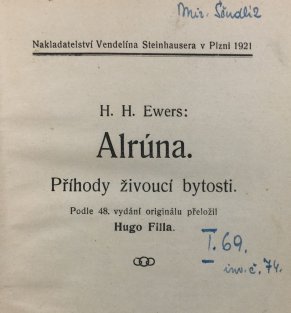 Mir. Šöndliz
Nakladatelství Vendelína Steinhausera v Plzni 1921
H. H. Ewers:
Alrúna.
Příhody živoucí bytosti.
Podle 48. vydání originálu přeložil
Hugo Filla.
I. 69.
inv. č. 74.